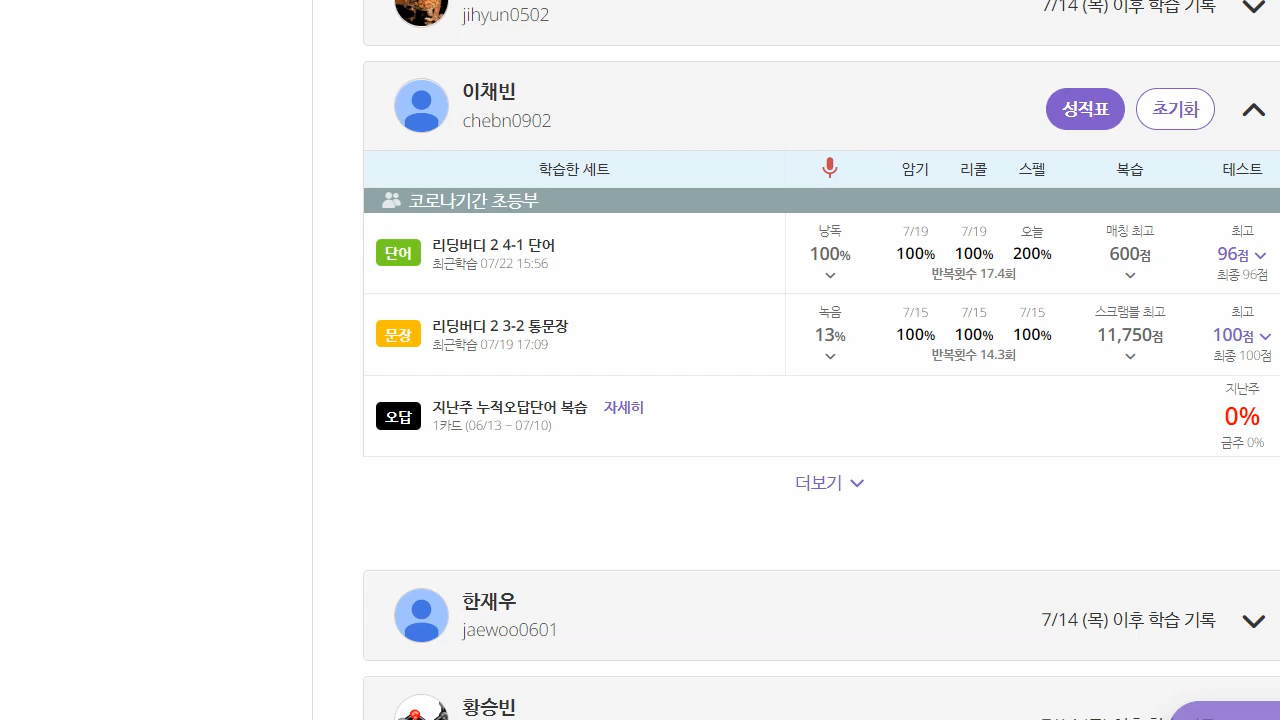 jihyun0502
7/14 (목) 이후 학습 기록
이채빈
chebn0902
성적표 초기화
학습한 세트 암기 리콜 스펠 복습 테스트
코로나기간 초등부
단어 리딩버디 2 4-1 단어
최근학습 07/22 15:56
낭독 7/19 7/19 오늘 매칭 최고 최고
100% 100% 100% 200% 600점 96점
반복횟수 17.4회 최종 96점
문장 리딩버디 2 3-2 통문장
최근학습 07/19 17:09
녹음 7/15 7/15 7/15 스크램블 최고 최고
13% 100% 100% 100% 11,750점 100점
반복횟수 14.3회 최종 100점
오답 지난주 누적오답단어 복습 자세히
1카드 (06/13 ~ 07/10)
지난주
0%
금주 0%
더보기
한재우
jaewoo0601
7/14 (목) 이후 학습 기록
황승빈